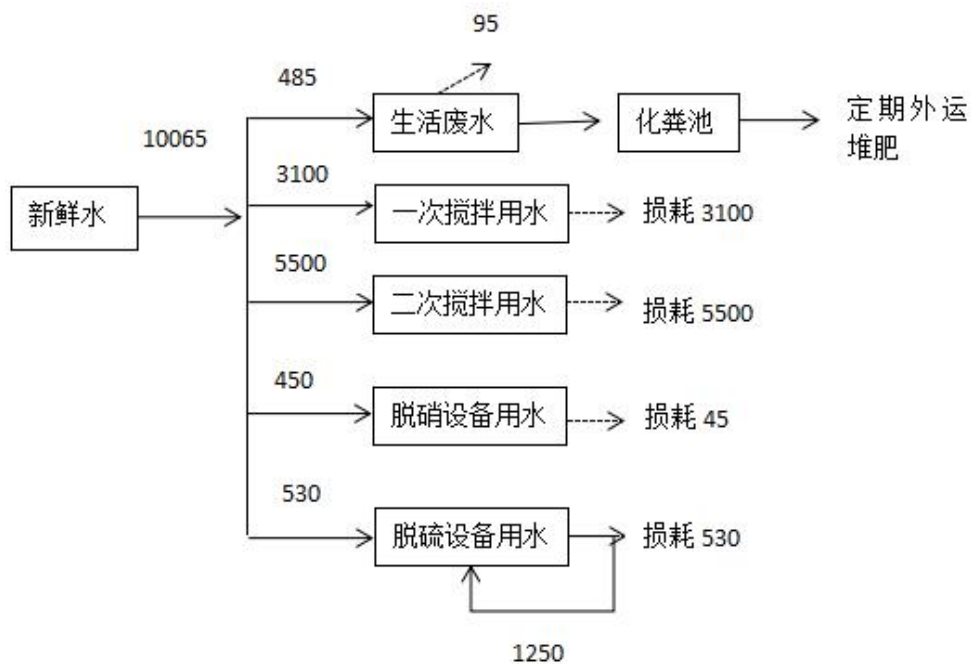 95
485
生活废水
化粪池
定期外运
堆肥
10065
新鲜水
3100
一次搅拌用水
损耗 3100
5500
二次搅拌用水
损耗 5500
450
脱硝设备用水
损耗 45
530
脱硫设备用水
损耗 530
1250